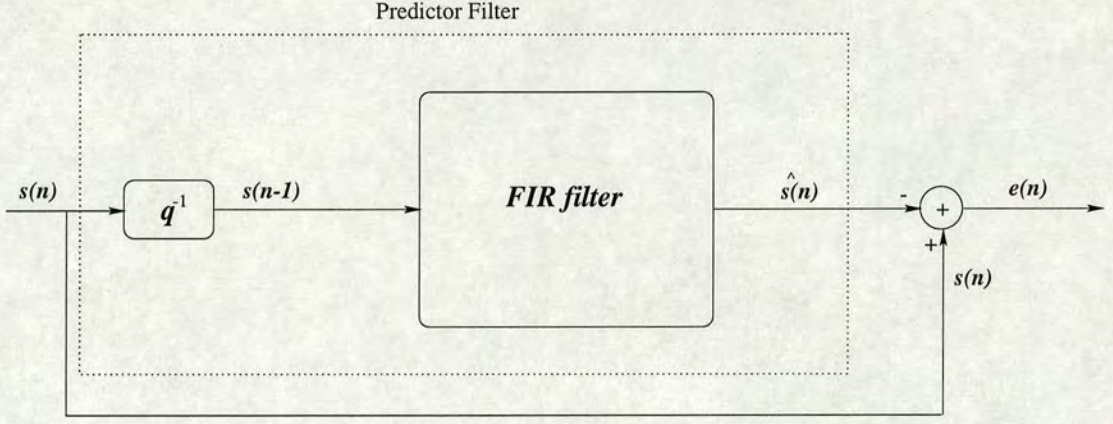 Predictor Filter
s(n)
q⁻¹
s(n-1)
FIR filter
ŝ(n)
-
+
e(n)
+
s(n)